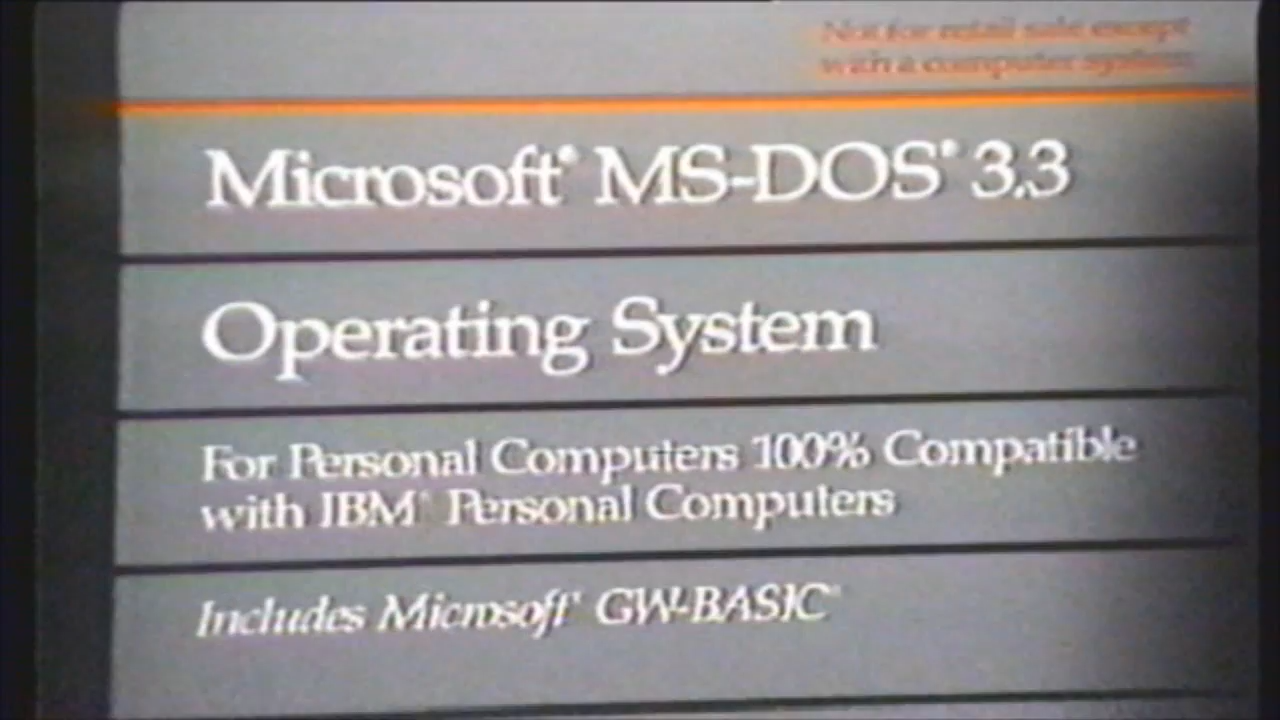 Not for retail sale except
with a computer system
Microsoft® MS-DOS® 3.3
Operating System
For Personal Computers 100% Compatible
with IBM® Personal Computers
Includes Microsoft® GW-BASIC®